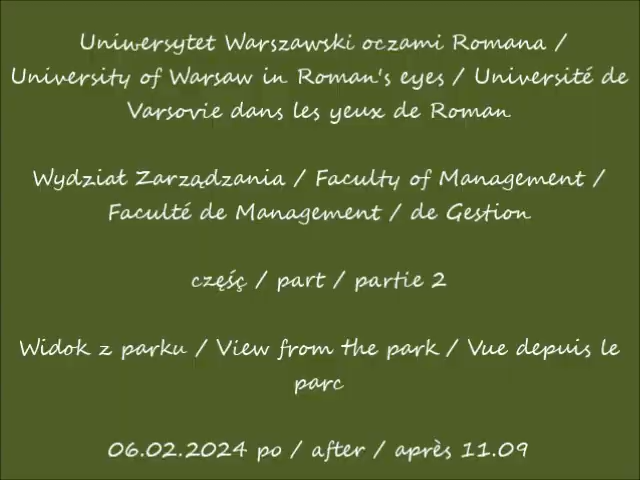 Uniwersytet Warszawski oczami Romana /
University of Warsaw in Roman's eyes / Université de
Varsovie dans les yeux de Roman
Wydział Zarządzania / Faculty of Management /
Faculté de Management / de Gestion
częśç / part / partie 2
Widok z parku / View from the park / Vue depuis le
parc
06.02.2024 po / after / après 11.09